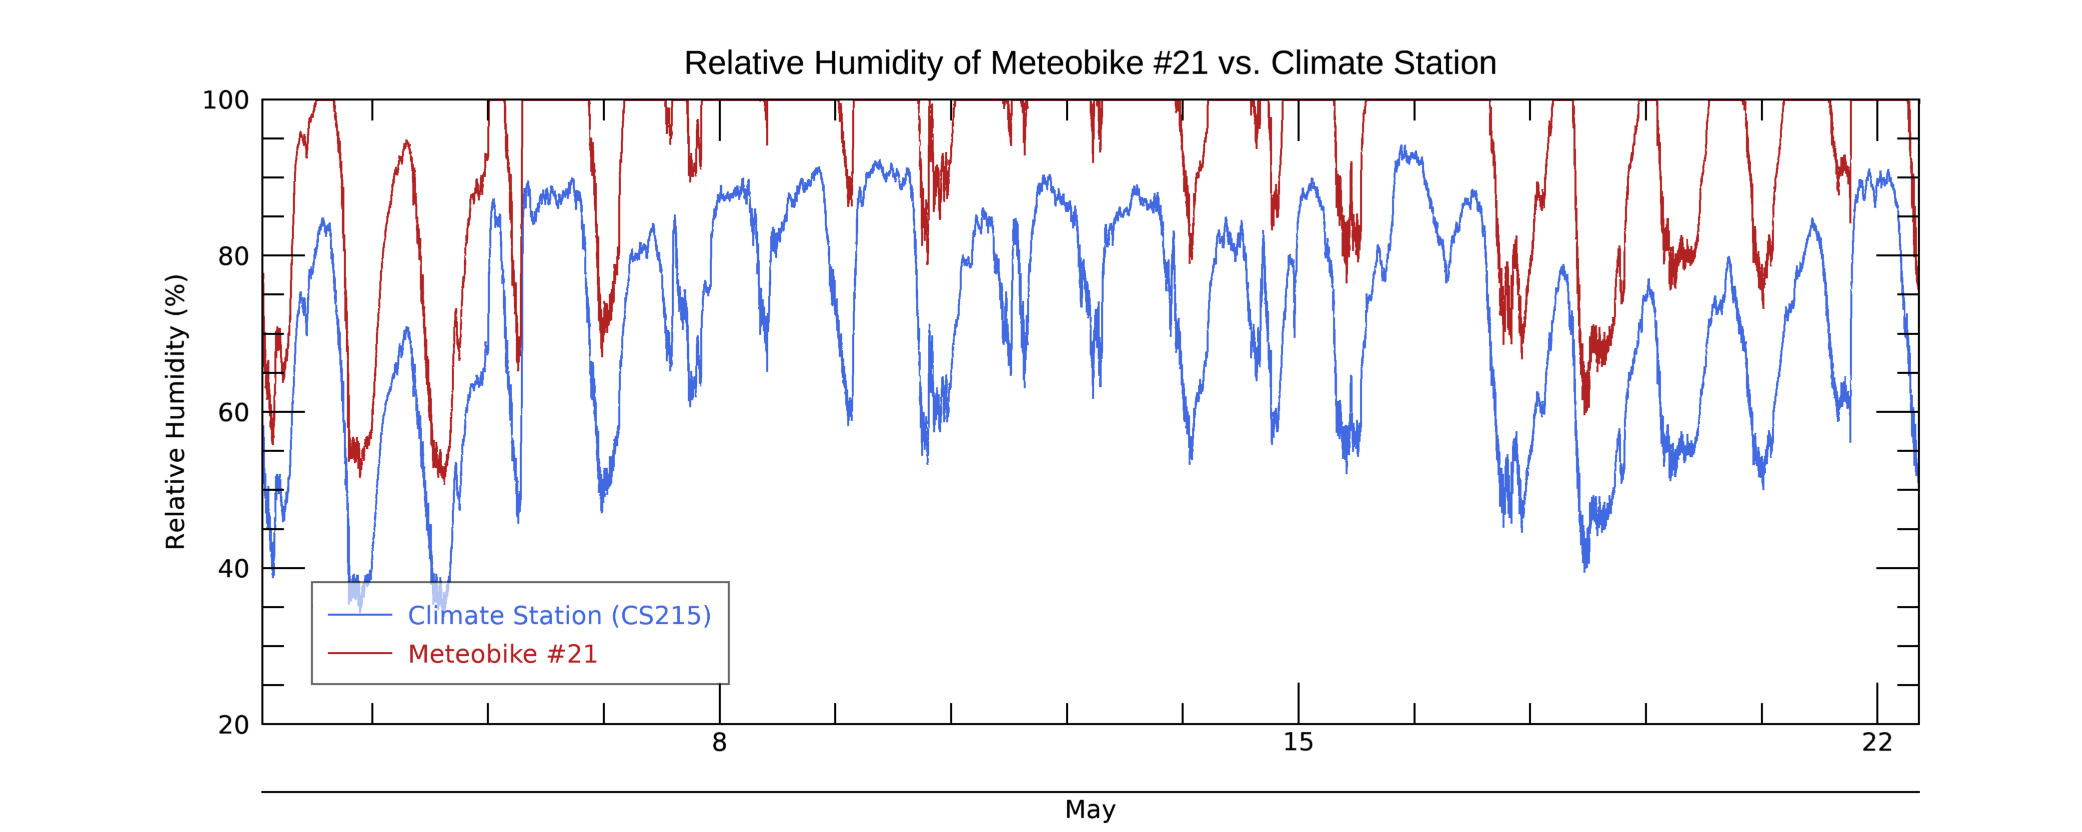 Relative Humidity of Meteobike #21 vs. Climate Station
Relative Humidity (%)
100
80
60
40
20
Climate Station (CS215)
Meteobike #21
8 15 22
May